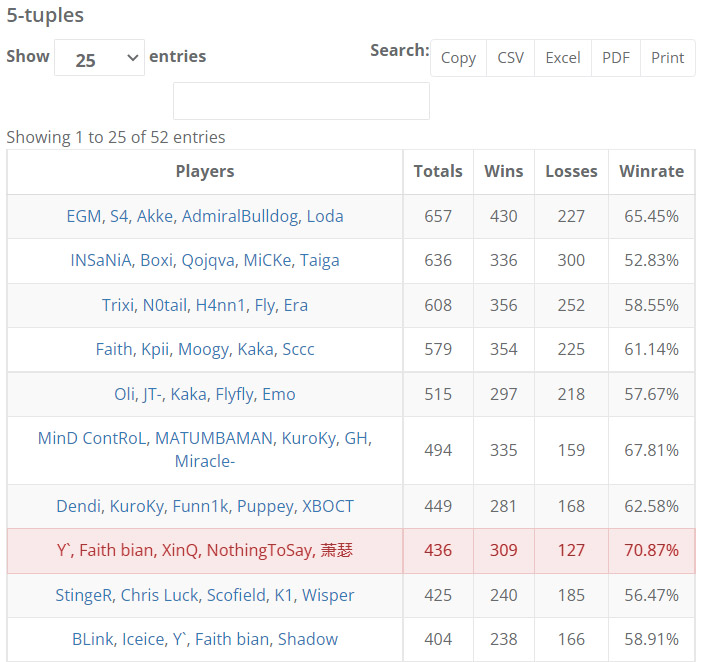 5-tuples
Show 25 entries
Search: Copy CSV Excel PDF Print
Showing 1 to 25 of 52 entries
Players Totals Wins Losses Winrate
EGM, S4, Akke, AdmiralBulldog, Loda 657 430 227 65.45%
INSaNiA, Boxi, Qojqva, MiCKe, Taiga 636 336 300 52.83%
Trixi, N0tail, H4nn1, Fly, Era 608 356 252 58.55%
Faith, Kpii, Moogy, Kaka, Sccc 579 354 225 61.14%
Oli, JT-, Kaka, Flyfly, Emo 515 297 218 57.67%
MinD ContRoL, MATUMBAMAN, KuroKy, GH,
Miracle- 494 335 159 67.81%
Dendi, KuroKy, Funn1k, Puppey, XBOCT 449 281 168 62.58%
Y`, Faith bian, XinQ, NothingToSay, 萧瑟 436 309 127 70.87%
StingeR, Chris Luck, Scofield, K1, Wisper 425 240 185 56.47%
BLink, Iceice, Y`, Faith bian, Shadow 404 238 166 58.91%